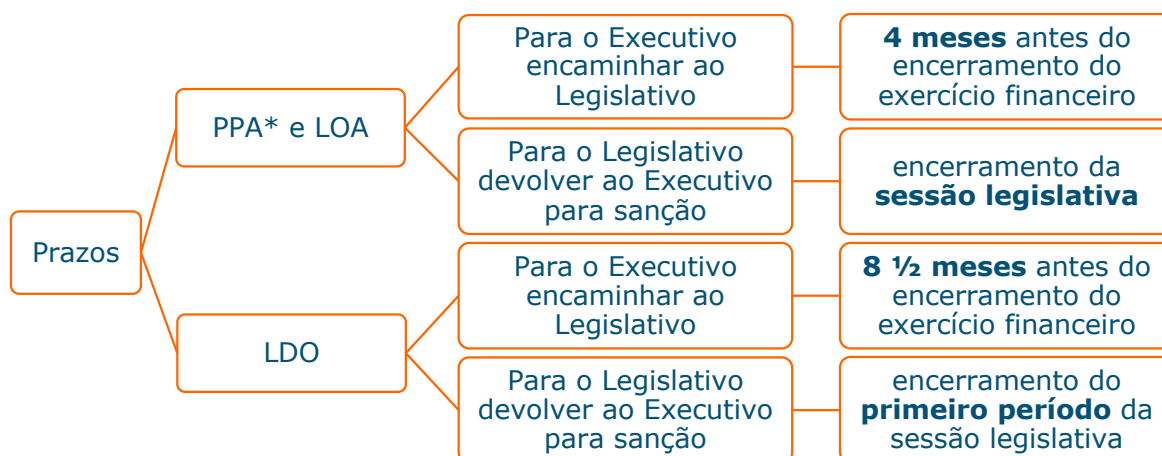 Prazos
PPA* e LOA
Para o Executivo
encaminhar ao
Legislativo
4 meses antes do
encerramento do
exercício financeiro
Para o Legislativo
devolver ao Executivo
para sanção
encerramento da
sessão legislativa
LDO
Para o Executivo
encaminhar ao
Legislativo
8 ½ meses antes do
encerramento do
exercício financeiro
Para o Legislativo
devolver ao Executivo
para sanção
encerramento do
primeiro período da
sessão legislativa